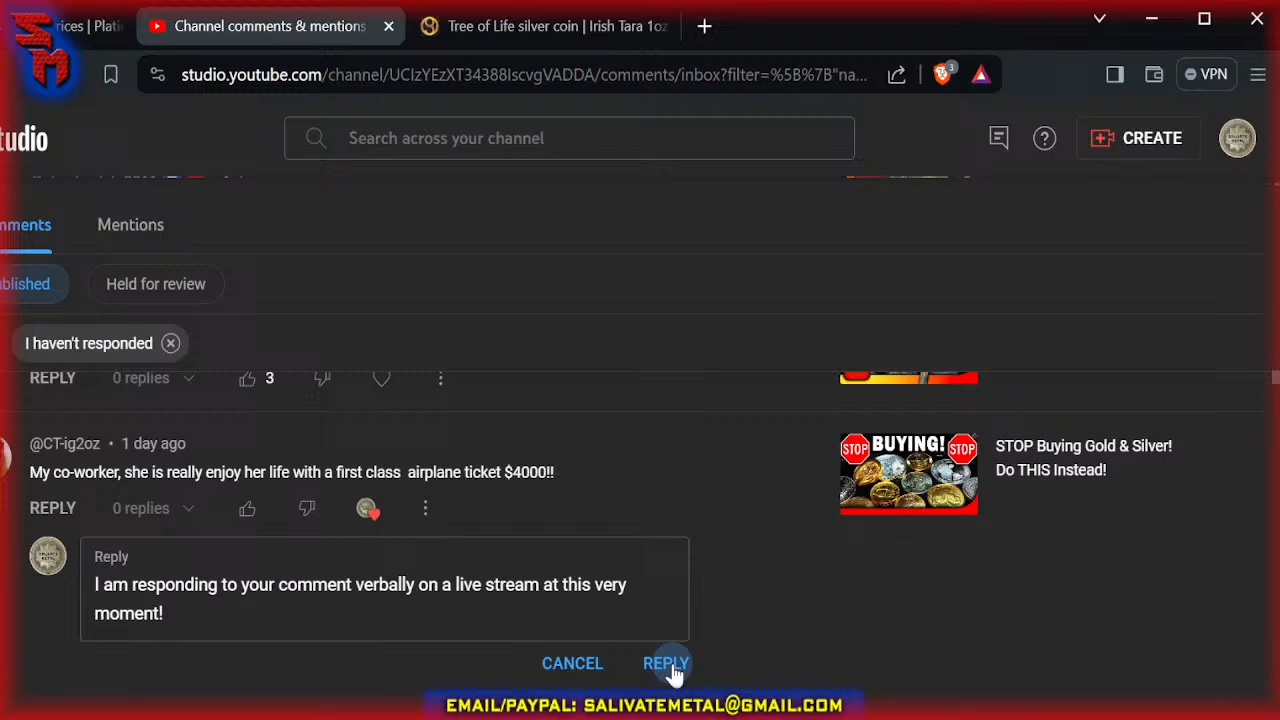 SM
rices | Plati
Channel comments & mentions
Tree of Life silver coin | Irish Tara 1oz
studio.youtube.com/channel/UCIzYEzXT34388lscvgVADDA/comments/inbox?filter=%5B%7B"na...
3
VPN
tudio
Search across your channel
CREATE
mments
Mentions
blished
Held for review
I haven't responded
REPLY
0 replies
3
@CT-ig2oz • 1 day ago
My co-worker, she is really enjoy her life with a first class airplane ticket $4000!!
REPLY
0 replies
BUYING!
STOP
STOP
STOP Buying Gold & Silver!
Do THIS Instead!
Reply
I am responding to your comment verbally on a live stream at this very
moment!
CANCEL
REPLY
EMAIL/PAYPAL: SALIVATEMETAL@GMAIL.COM